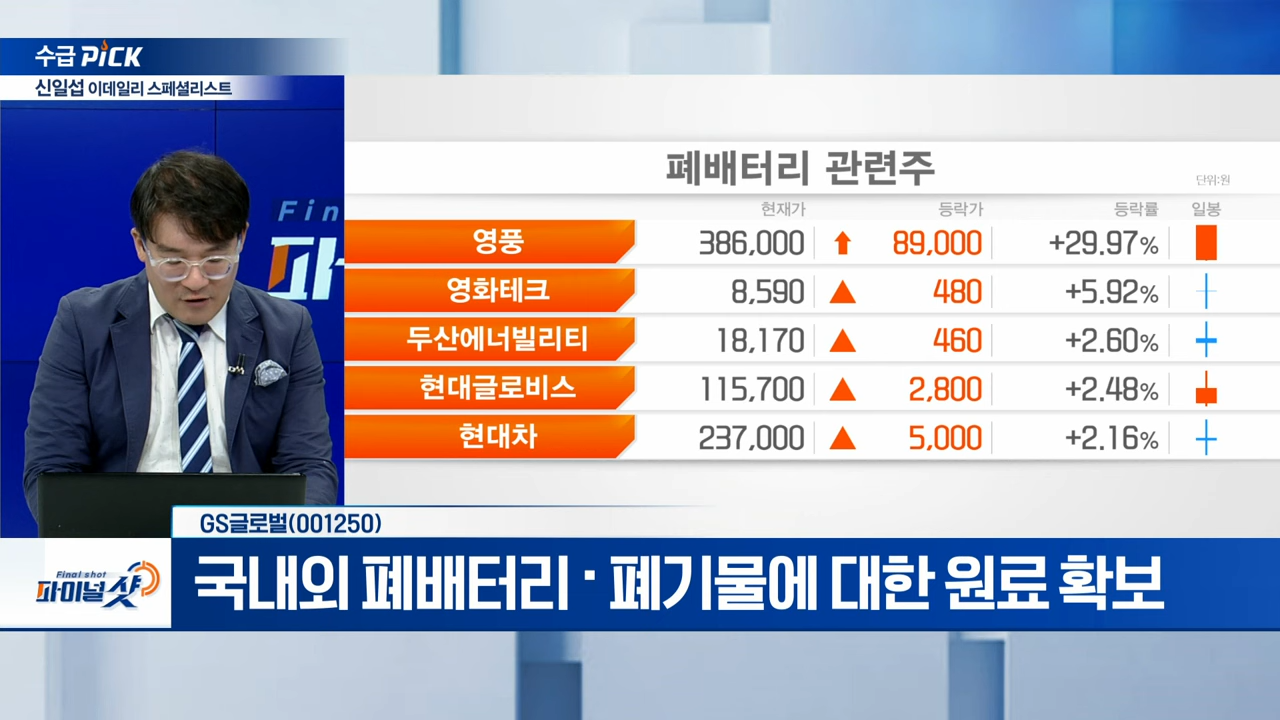 수급 PiCK
신일섭 이데일리 스페셜리스트
Fin
파
폐배터리 관련주
단위:원
현재가 등락가 등락률 일봉
영풍 386,000 89,000 +29.97%
영화테크 8,590 480 +5.92%
두산에너빌리티 18,170 460 +2.60%
현대글로비스 115,700 2,800 +2.48%
현대차 237,000 5,000 +2.16%
GS글로벌(001250)
Final shot
파이널샷
국내외 폐배터리·폐기물에 대한 원료 확보